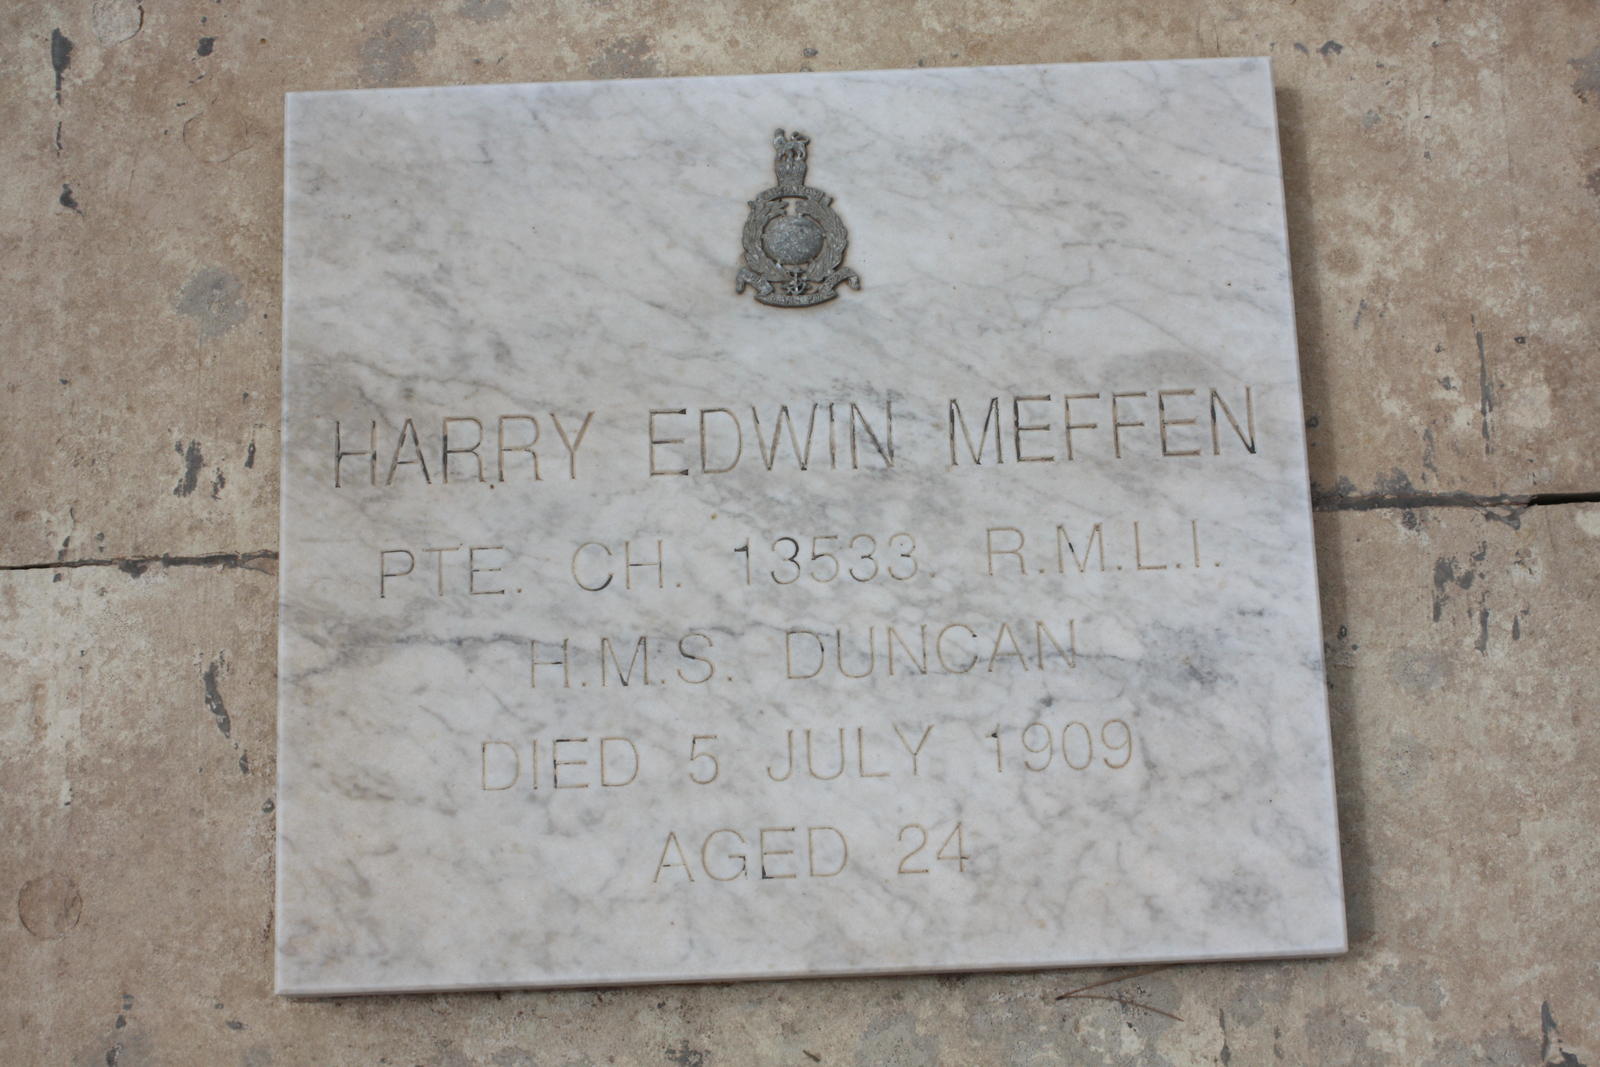 HARRY EDWIN MEFFEN
PTE. CH. 13533. R.M.L.I.
H.M.S. DUNCAN
DIED 5 JULY 1909
AGED 24